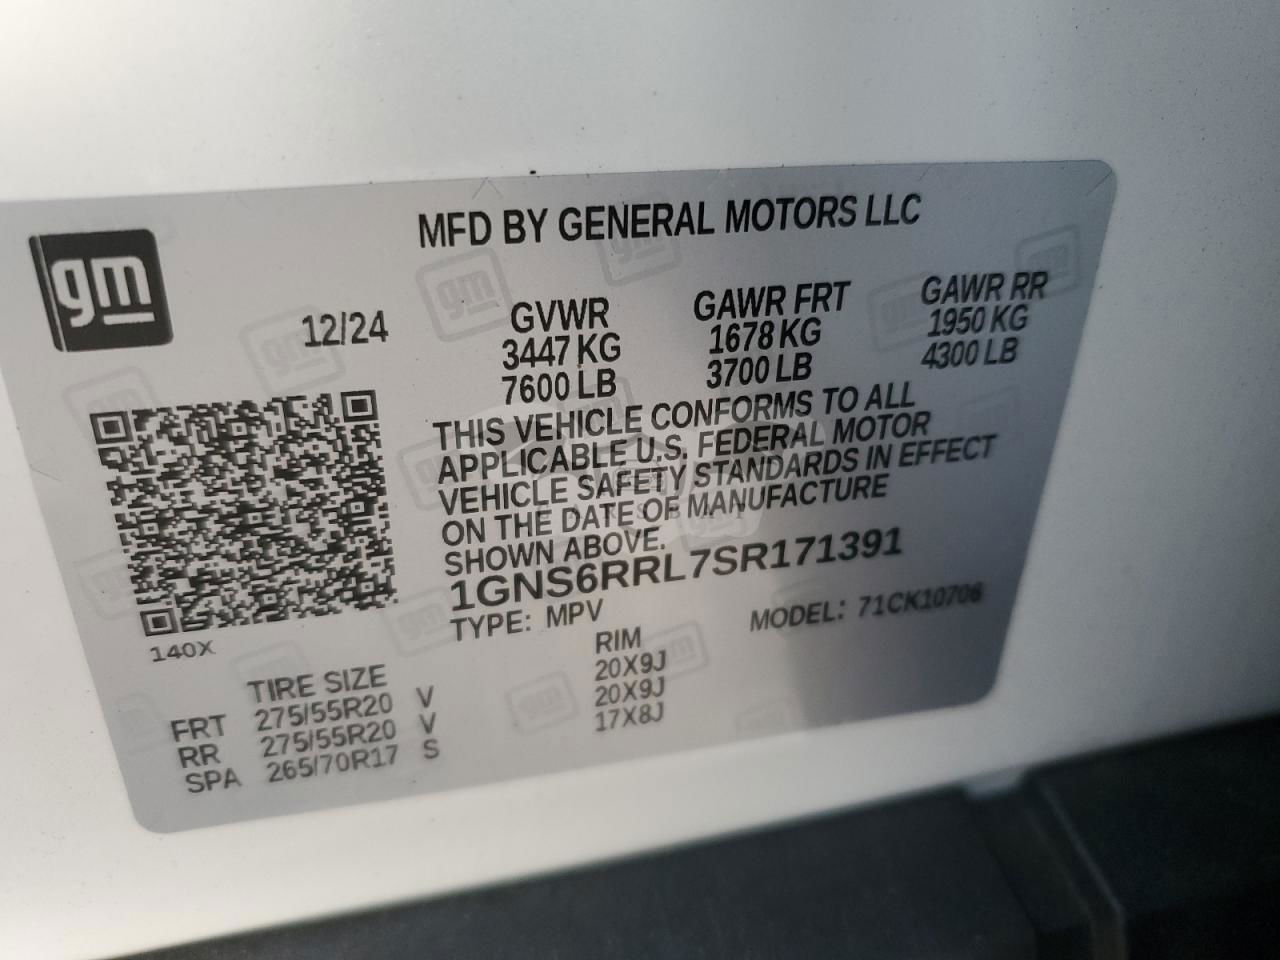 MFD BY GENERAL MOTORS LLC
gm
12/24
GVWR GAWR FRT GAWR RR
3447 KG 1678 KG 1950 KG
7600 LB 3700 LB 4300 LB
THIS VEHICLE CONFORMS TO ALL
APPLICABLE U.S. FEDERAL MOTOR
VEHICLE SAFETY STANDARDS IN EFFECT
ON THE DATE OF MANUFACTURE
SHOWN ABOVE.
1GNS6RRL7SR171391
TYPE: MPV MODEL: 71CK10706
140X
TIRE SIZE RIM
FRT 275/55R20 V 20X9J
RR 275/55R20 V 20X9J
SPA 265/70R17 S 17X8J